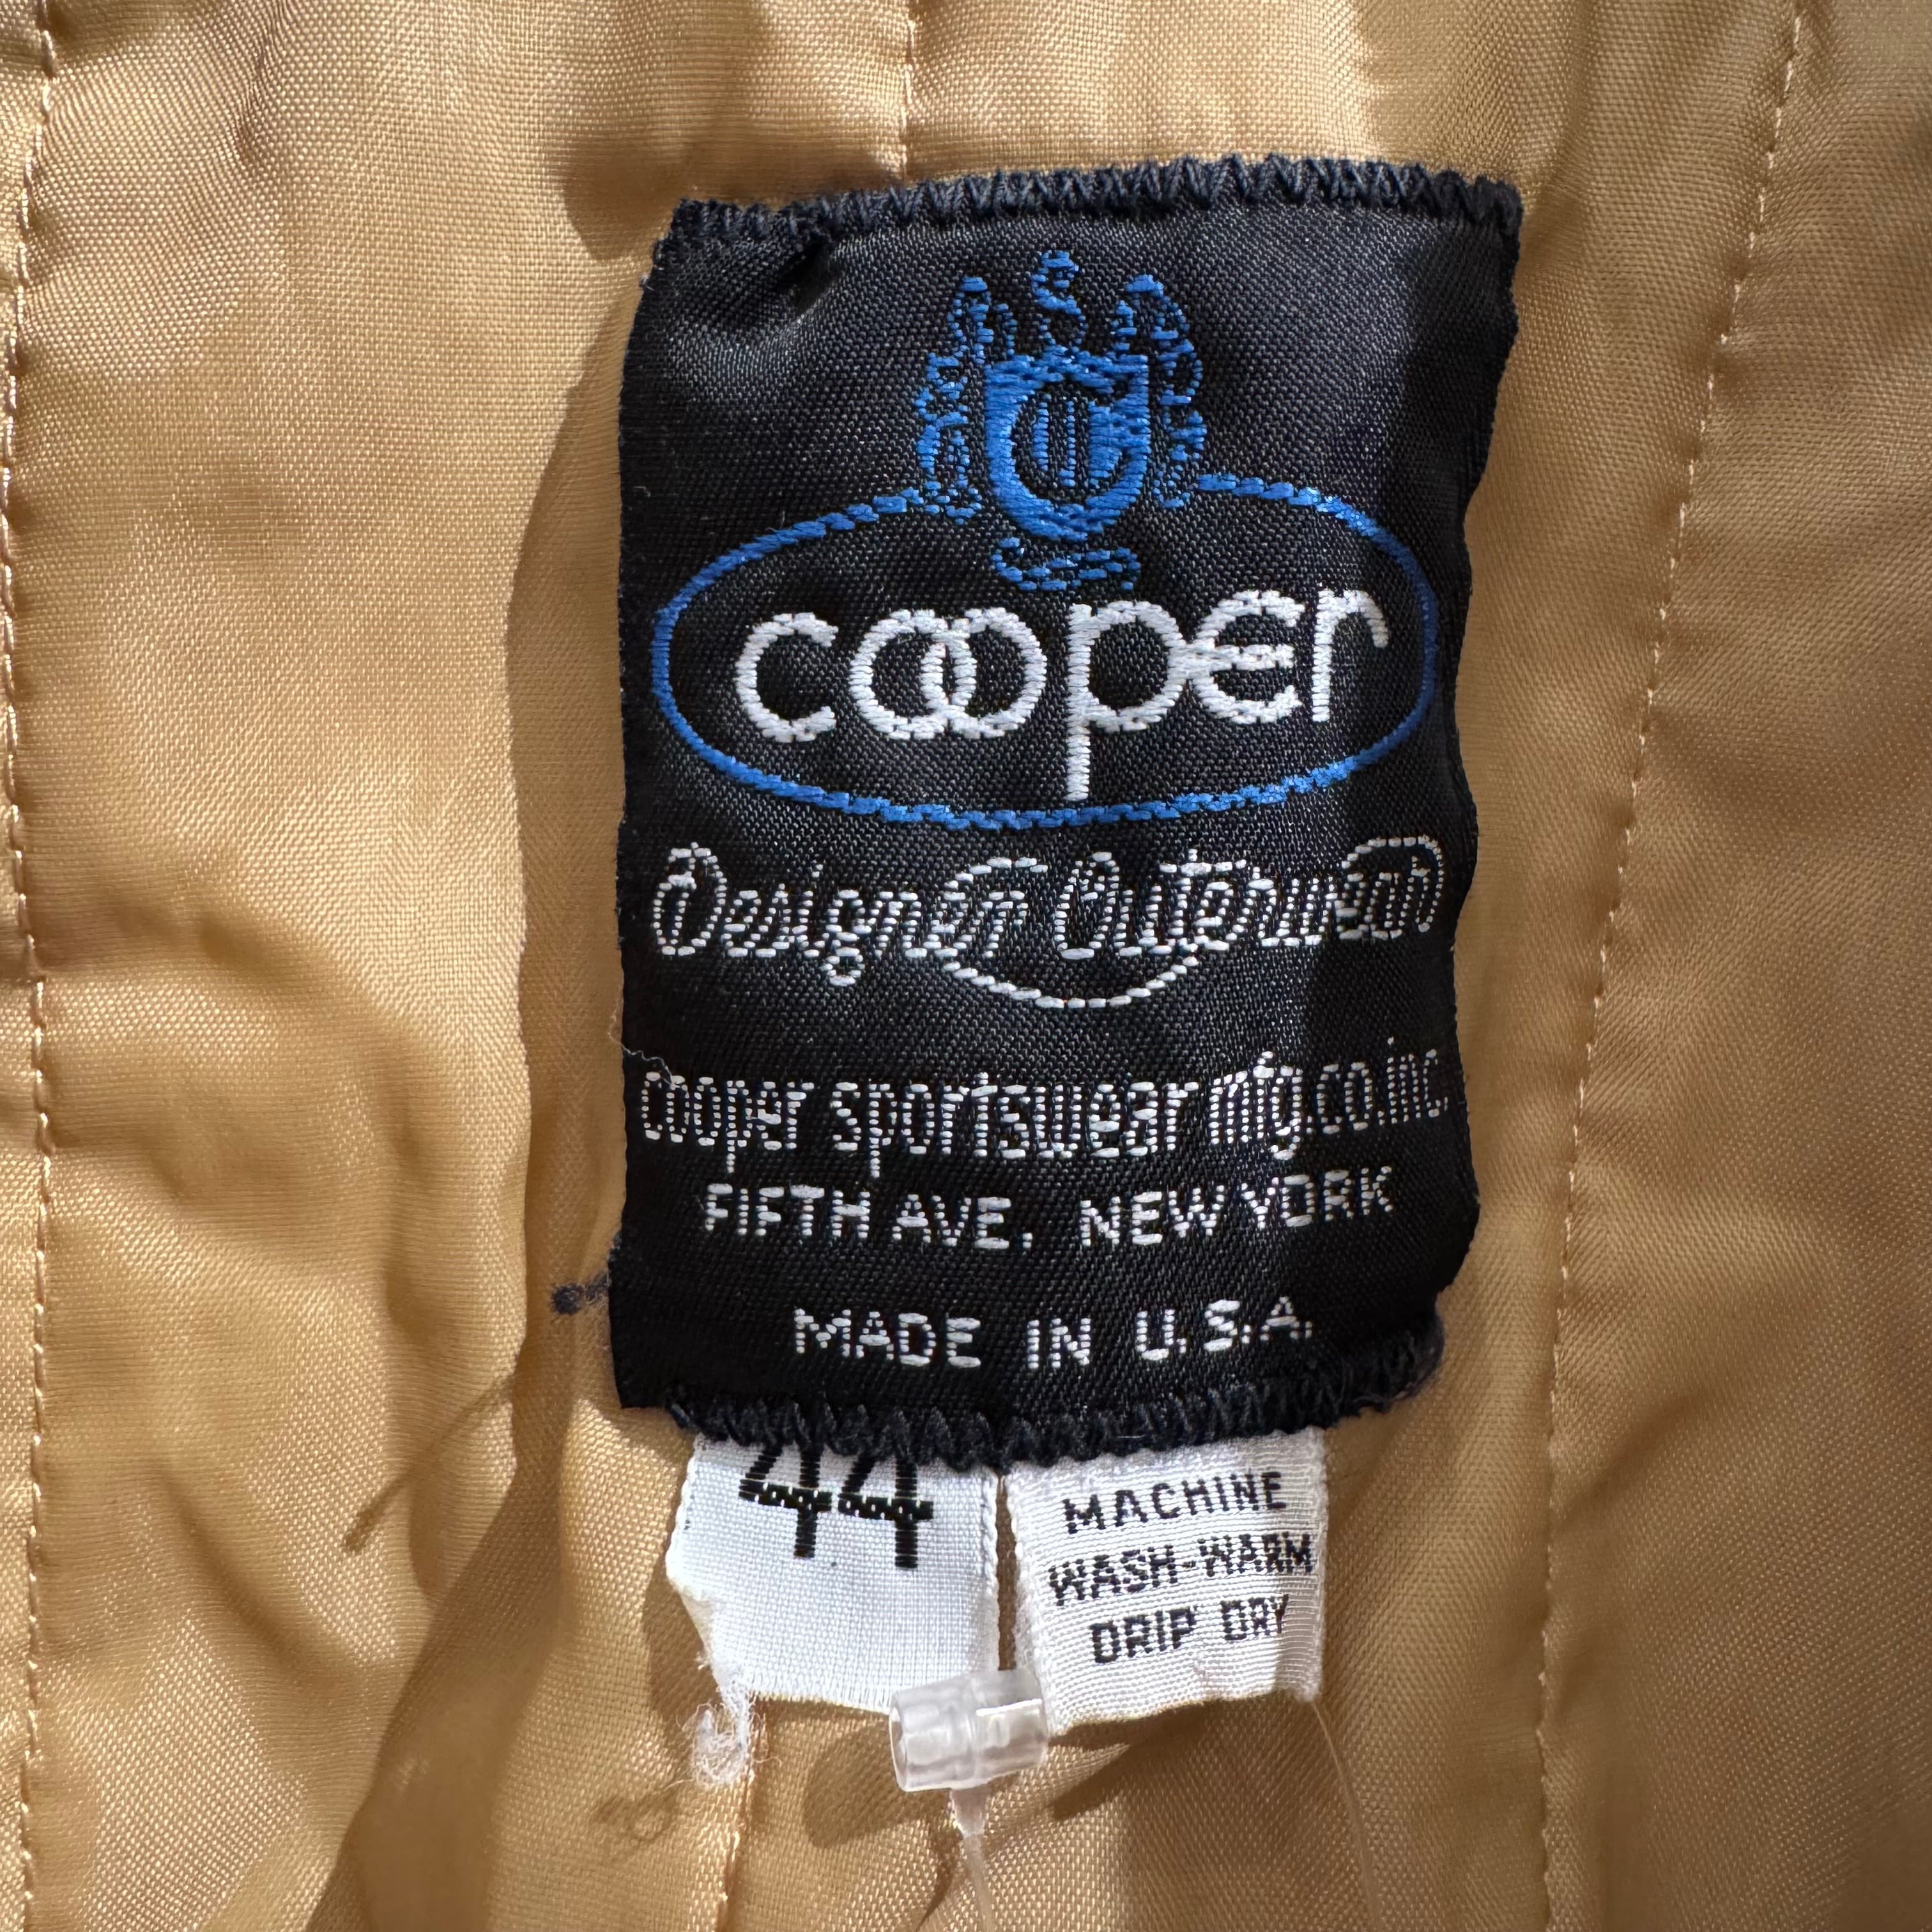 C
cooper
Designer Outerwear
cooper sportswear mfg.co.inc.
FIFTH AVE, NEW YORK
MADE IN U.S.A.
44
MACHINE
WASH-WARM
DRIP DRY